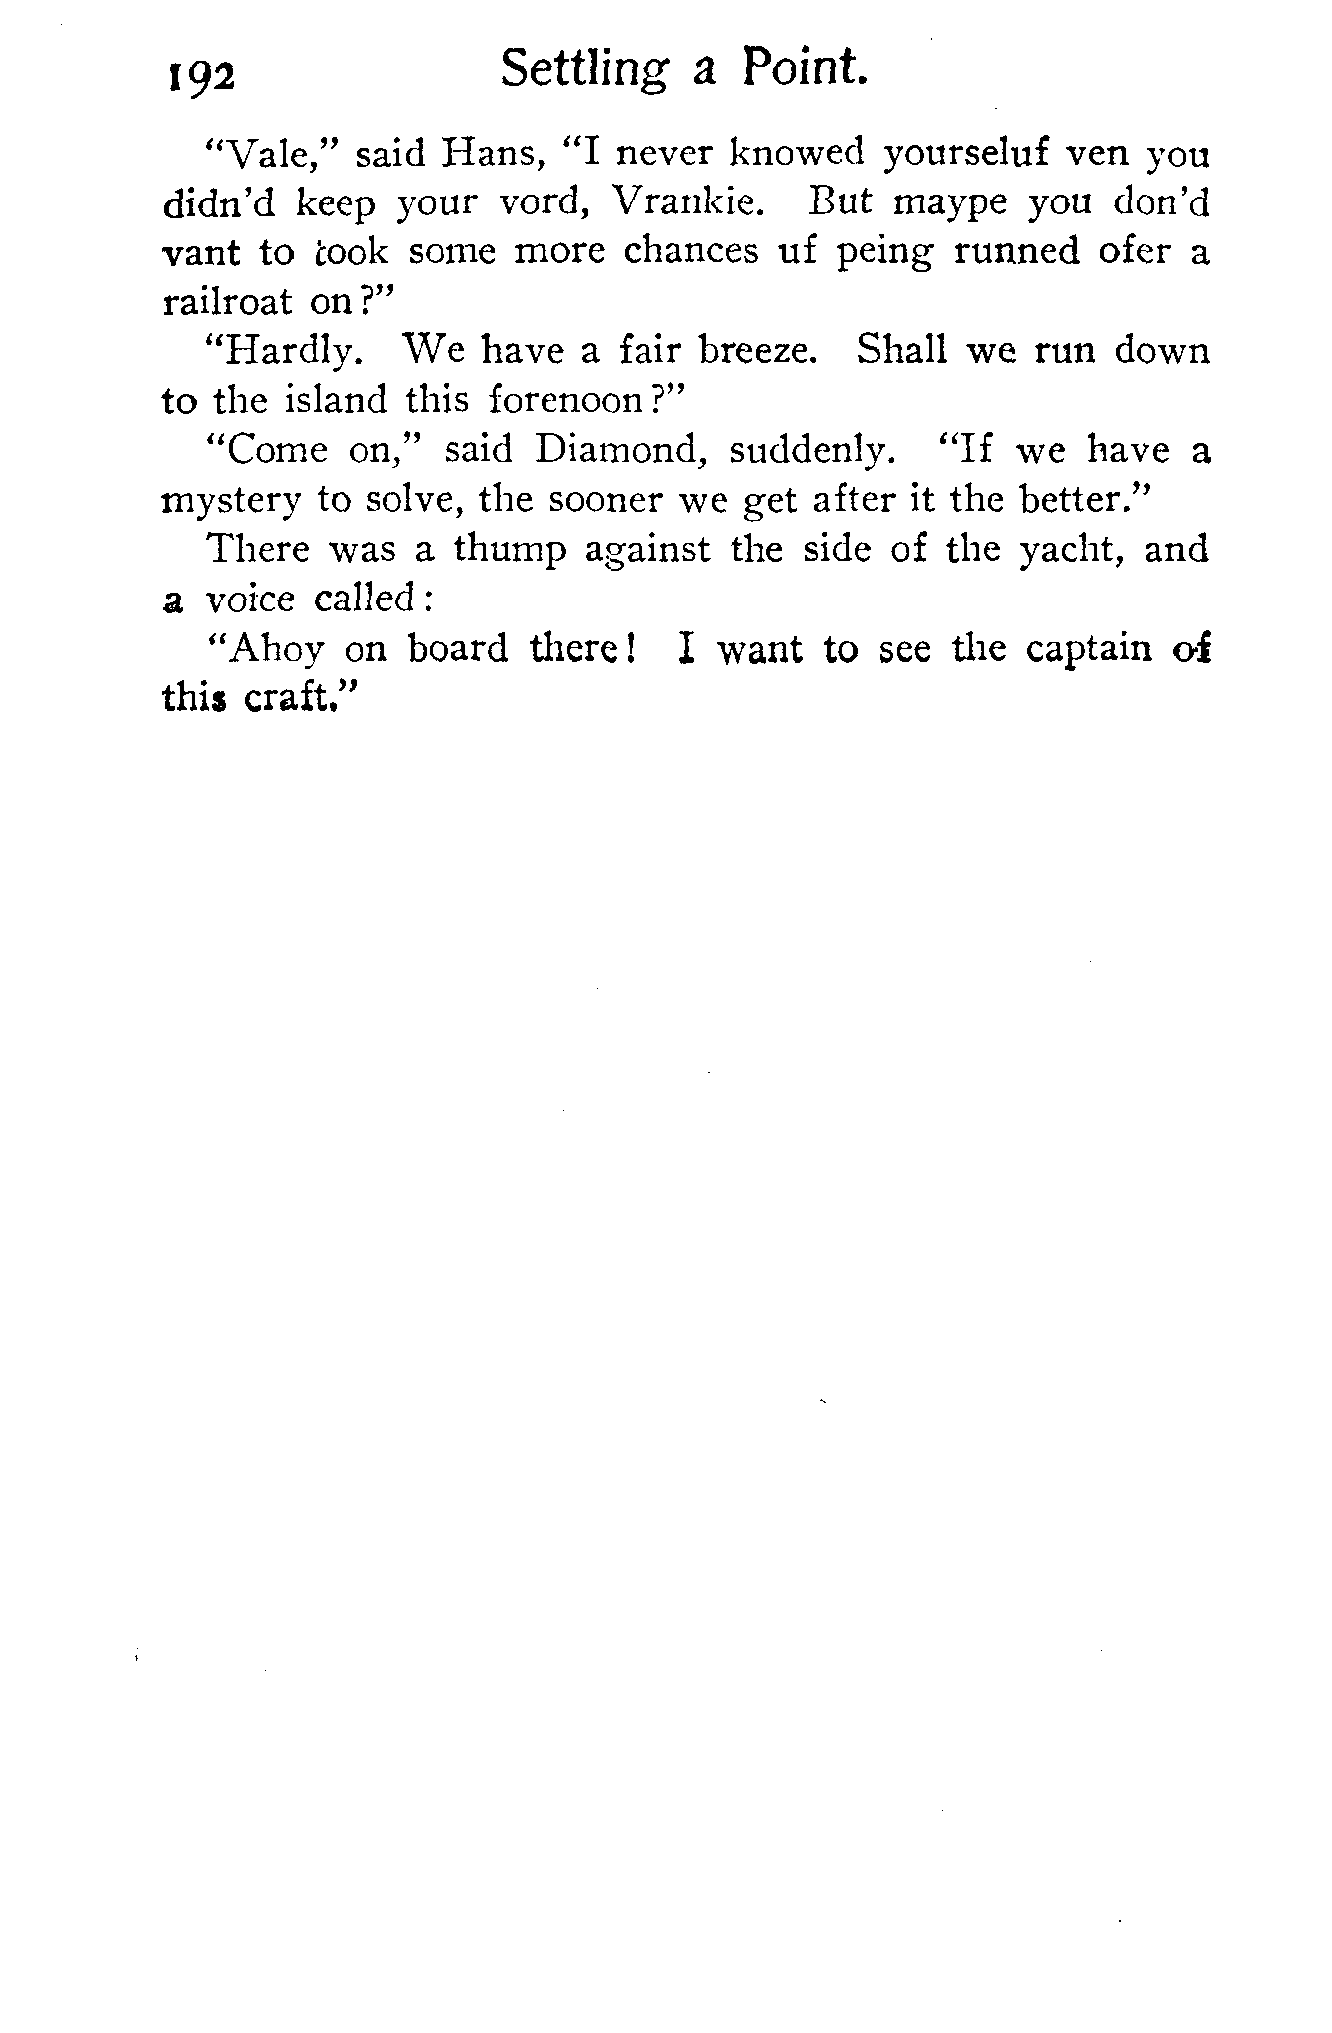 192 Settling a Point.
“Vale,” said Hans, “I never knowed yourseluf ven you
didn’d keep your vord, Vrankie. But maype you don’d
vant to took some more chances uf peing runned ofer a
railroat on?”
“Hardly. We have a fair breeze. Shall we run down
to the island this forenoon?”
“Come on,” said Diamond, suddenly. “If we have a
mystery to solve, the sooner we get after it the better.”
There was a thump against the side of the yacht, and
a voice called:
“Ahoy on board there! I want to see the captain of
this craft.”